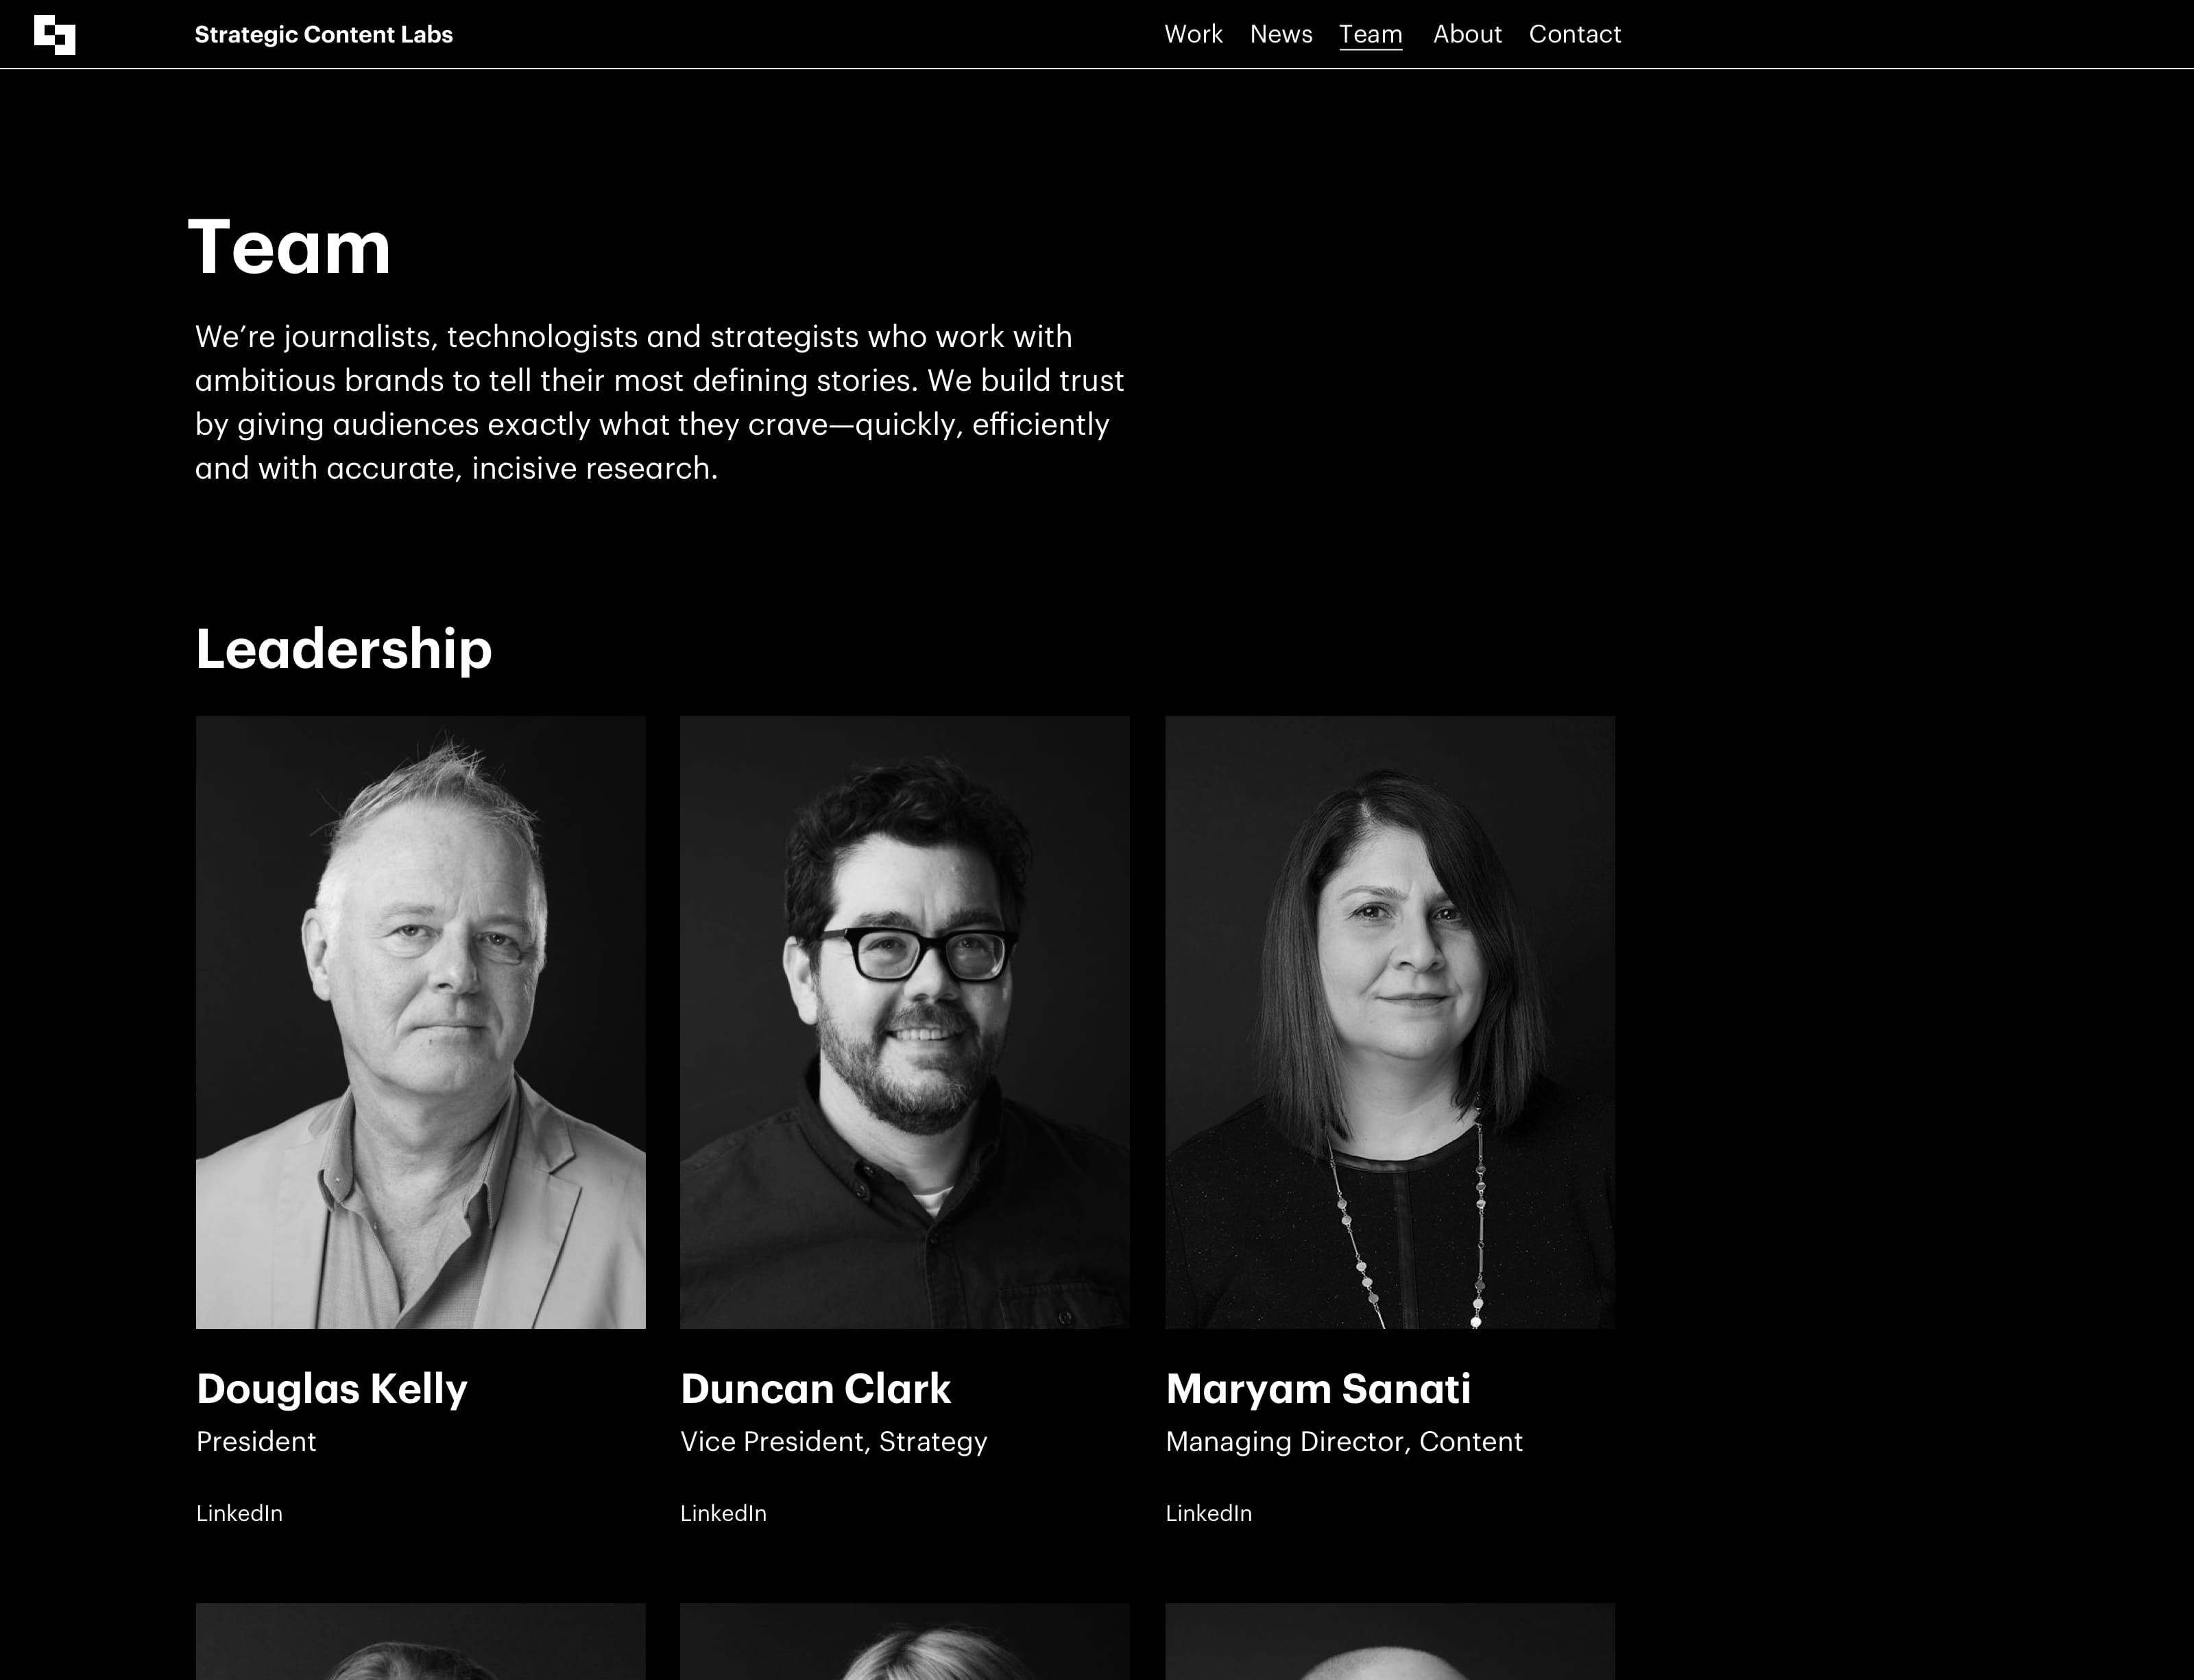 Strategic Content Labs
Work News Team About Contact
Team
We’re journalists, technologists and strategists who work with
ambitious brands to tell their most defining stories. We build trust
by giving audiences exactly what they crave—quickly, efficiently
and with accurate, incisive research.
Leadership
Douglas Kelly
President
LinkedIn
Duncan Clark
Vice President, Strategy
LinkedIn
Maryam Sanati
Managing Director, Content
LinkedIn